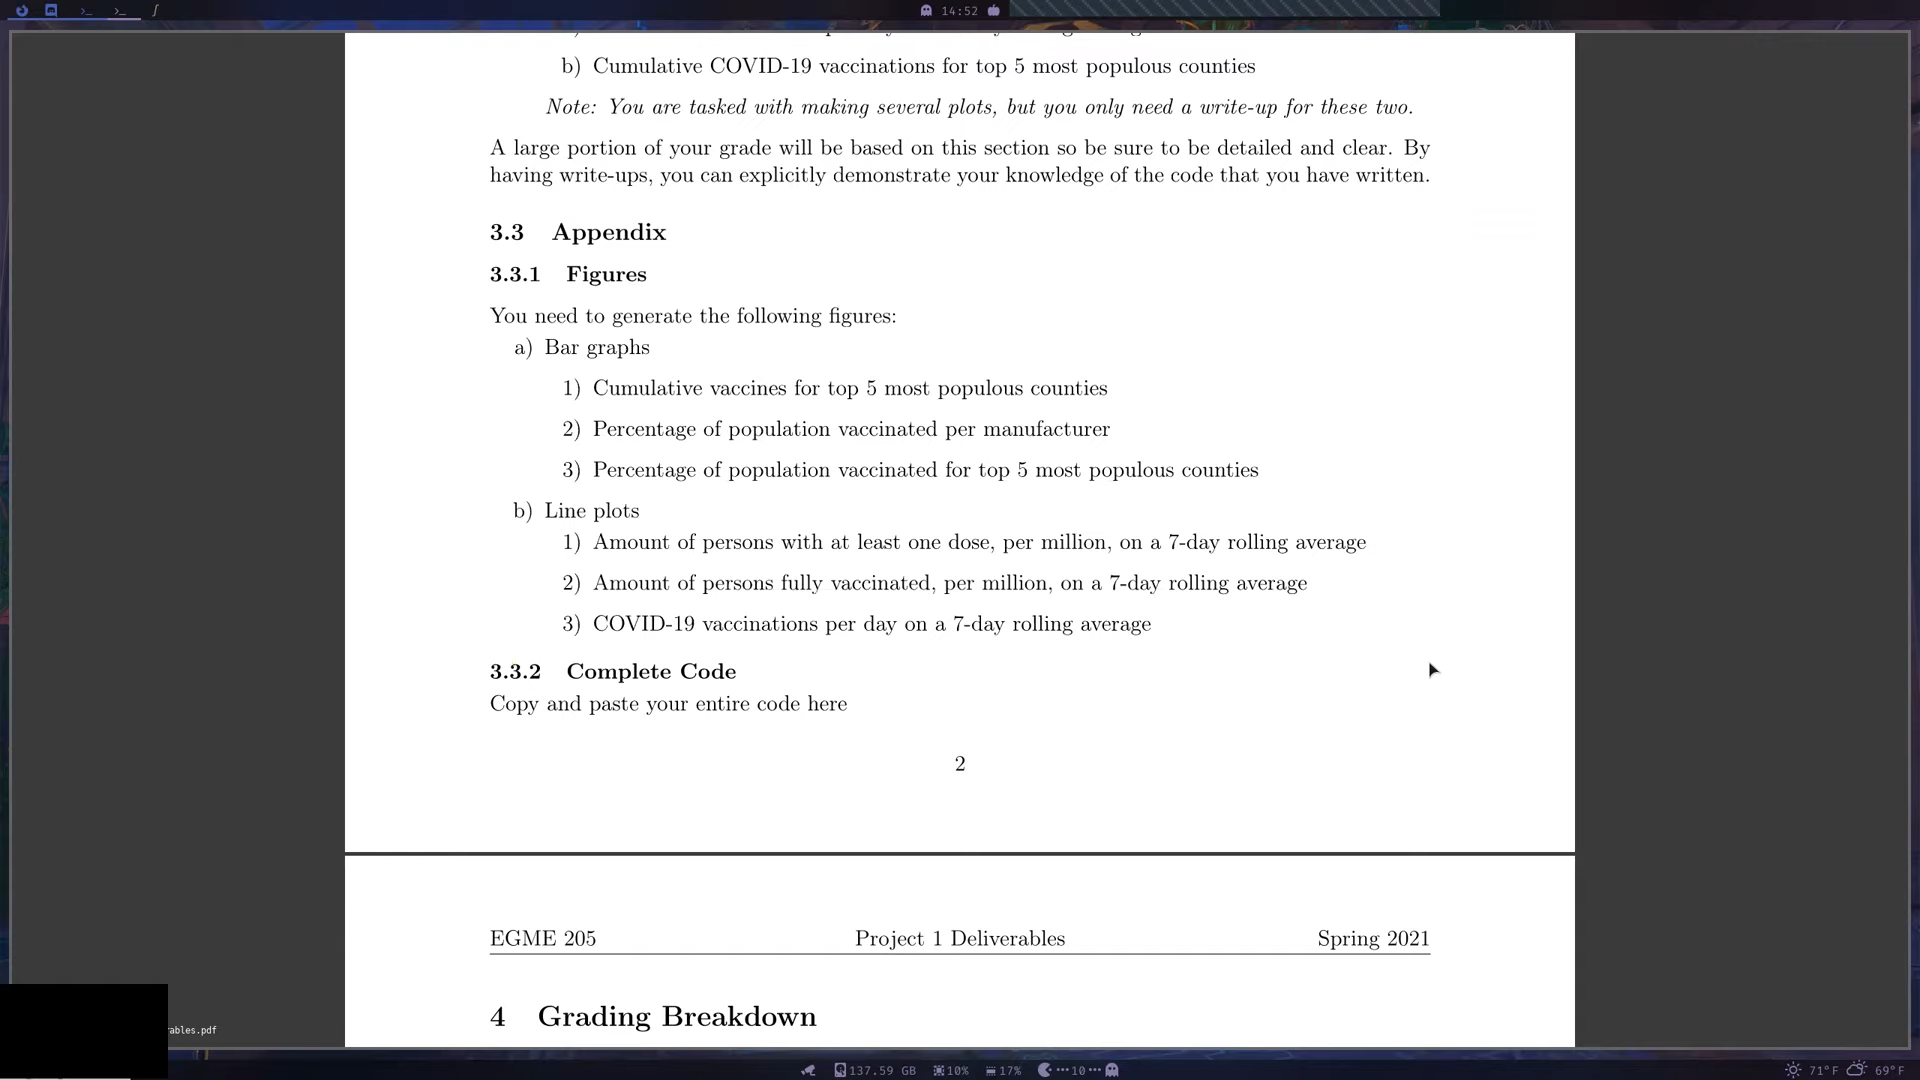 14:52
b) Cumulative COVID-19 vaccinations for top 5 most populous counties
Note: You are tasked with making several plots, but you only need a write-up for these two.
A large portion of your grade will be based on this section so be sure to be detailed and clear. By
having write-ups, you can explicitly demonstrate your knowledge of the code that you have written.
3.3 Appendix
3.3.1 Figures
You need to generate the following figures:
a) Bar graphs
1) Cumulative vaccines for top 5 most populous counties
2) Percentage of population vaccinated per manufacturer
3) Percentage of population vaccinated for top 5 most populous counties
b) Line plots
1) Amount of persons with at least one dose, per million, on a 7-day rolling average
2) Amount of persons fully vaccinated, per million, on a 7-day rolling average
3) COVID-19 vaccinations per day on a 7-day rolling average
3.3.2 Complete Code
Copy and paste your entire code here
2
EGME 205 Project 1 Deliverables Spring 2021
4 Grading Breakdown
ables.pdf
137.59 GB 10% 17% 10 71°F 69°F